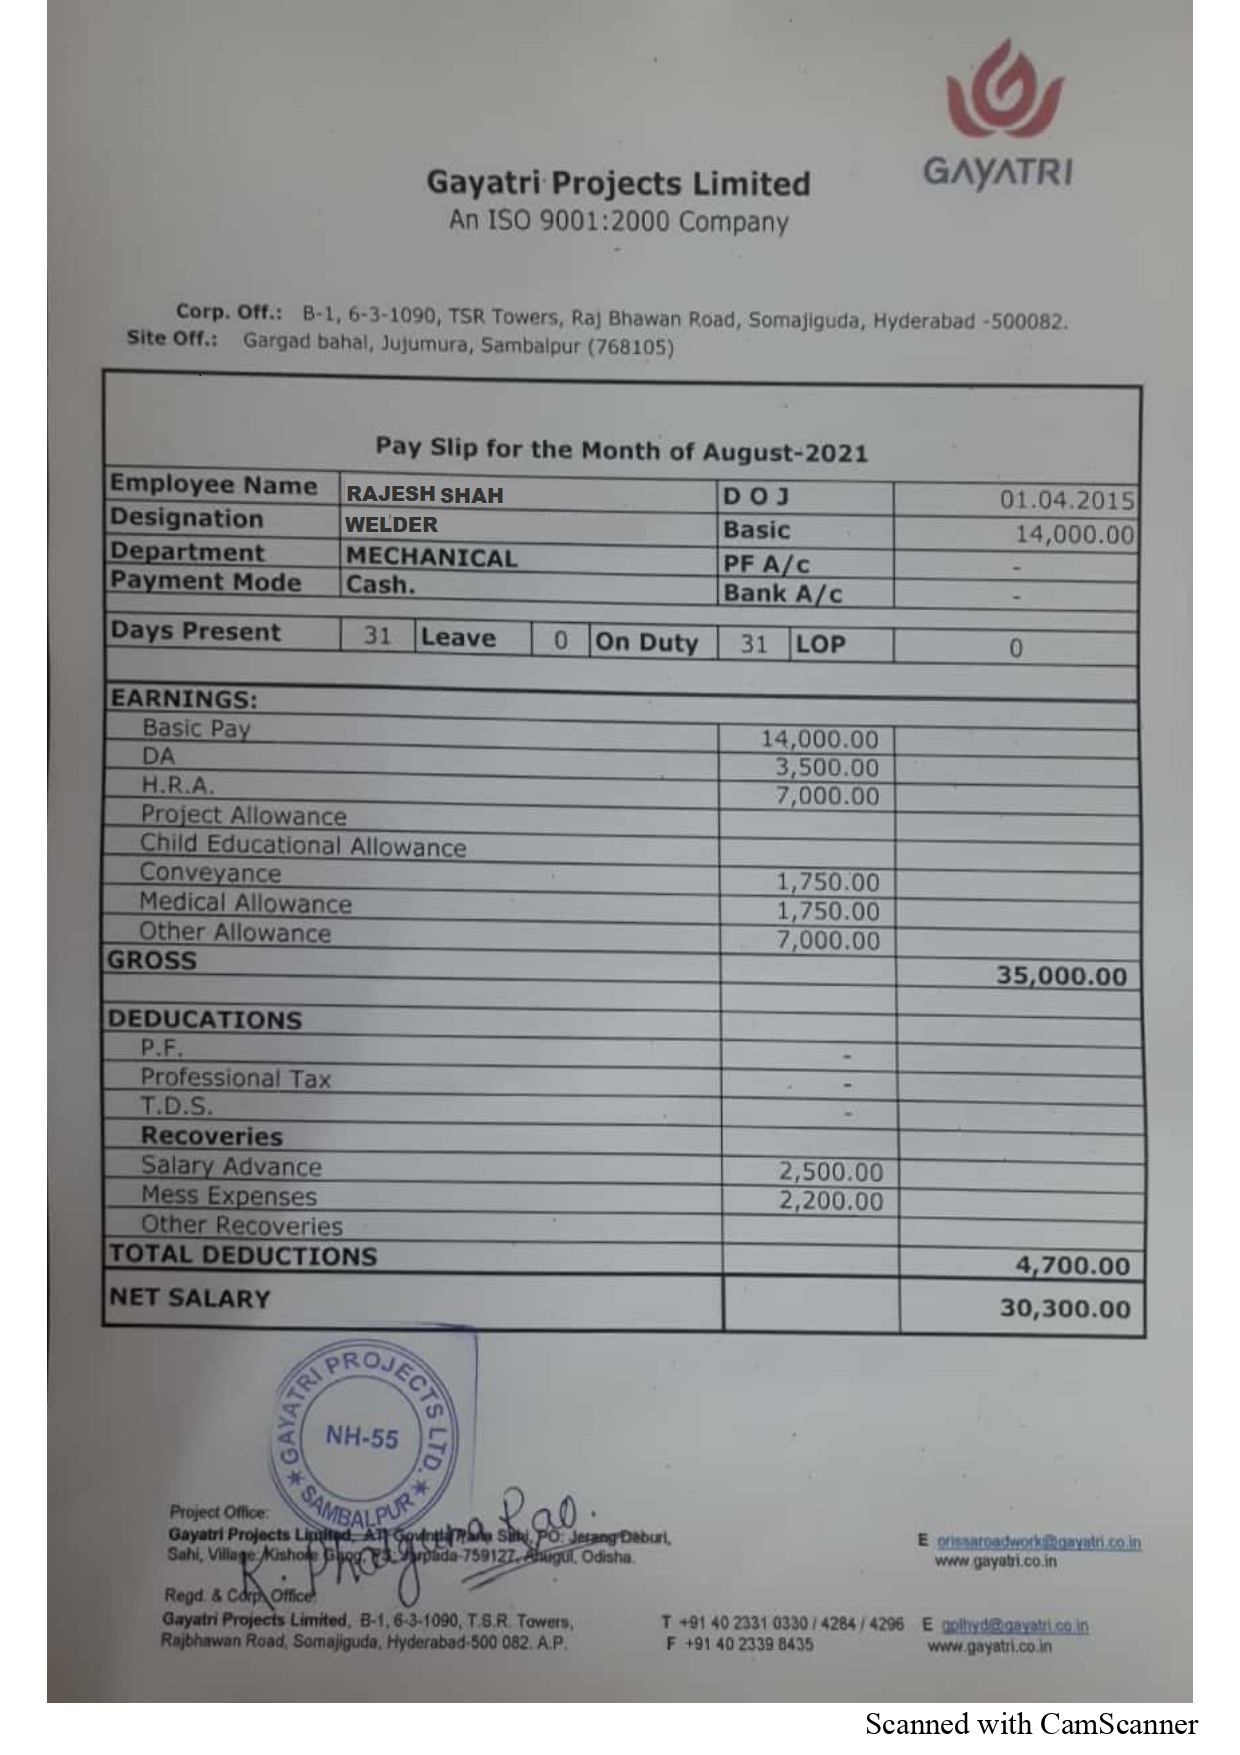 GAYATRI
Gayatri Projects Limited
An ISO 9001:2000 Company
Corp. Off.: B-1, 6-3-1090, TSR Towers, Raj Bhawan Road, Somajiguda, Hyderabad -500082.
Site Off.: Gargad bahal, Jujumura, Sambalpur (768105)
Pay Slip for the Month of August-2021
Employee Name RAJESH SHAH D O J 01.04.2015
Designation WELDER Basic 14,000.00
Department MECHANICAL PF A/c -
Payment Mode Cash. Bank A/c -
Days Present 31 Leave 0 On Duty 31 LOP 0
EARNINGS:
Basic Pay 14,000.00
DA 3,500.00
H.R.A. 7,000.00
Project Allowance
Child Educational Allowance
Conveyance 1,750.00
Medical Allowance 1,750.00
Other Allowance 7,000.00
GROSS 35,000.00
DEDUCATIONS
P.F. -
Professional Tax -
T.D.S. -
Recoveries
Salary Advance 2,500.00
Mess Expenses 2,200.00
Other Recoveries
TOTAL DEDUCTIONS 4,700.00
NET SALARY 30,300.00
GAYATRI PROJECTS LTD.
NH-55
SAMBALPUR
K. Phalguna Rao.
Project Office:
Gayatri Projects Limited, AT: Govinda Sahi, PO: Jerang Deburi,
Sahi, Village: Kishore PS: 759127, Odisha.
E orissaroadwork@gayatri.co.in
www.gayatri.co.in
Regd. & Corp. Office:
Gayatri Projects Limited, B-1, 6-3-1090, T.S.R. Towers,
Rajbhawan Road, Somajiguda, Hyderabad-500 082. A.P.
T +91 40 2331 0330 / 4284 / 4296 E gplhyd@gayatri.co.in
F +91 40 2339 8435 www.gayatri.co.in
Scanned with CamScanner